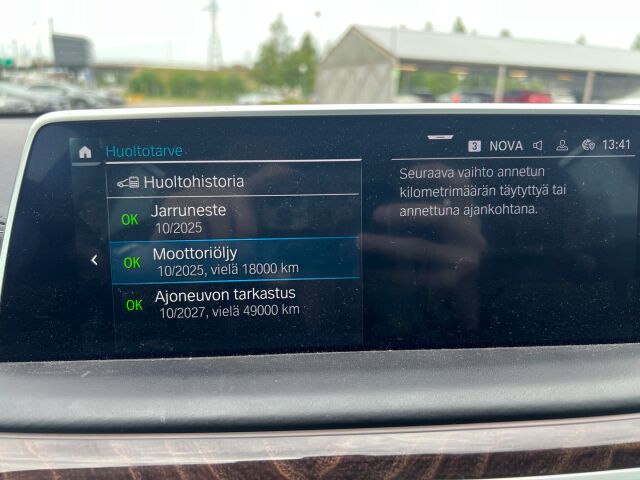 Huoltotarve
3 NOVA 13:41
Huoltohistoria
OK Jarruneste
10/2025
OK Moottoriöljy
10/2025, vielä 18000 km
OK Ajoneuvon tarkastus
10/2027, vielä 49000 km
Seuraava vaihto annetun
kilometrimäärän täytyttyä tai
annettuna ajankohtana.